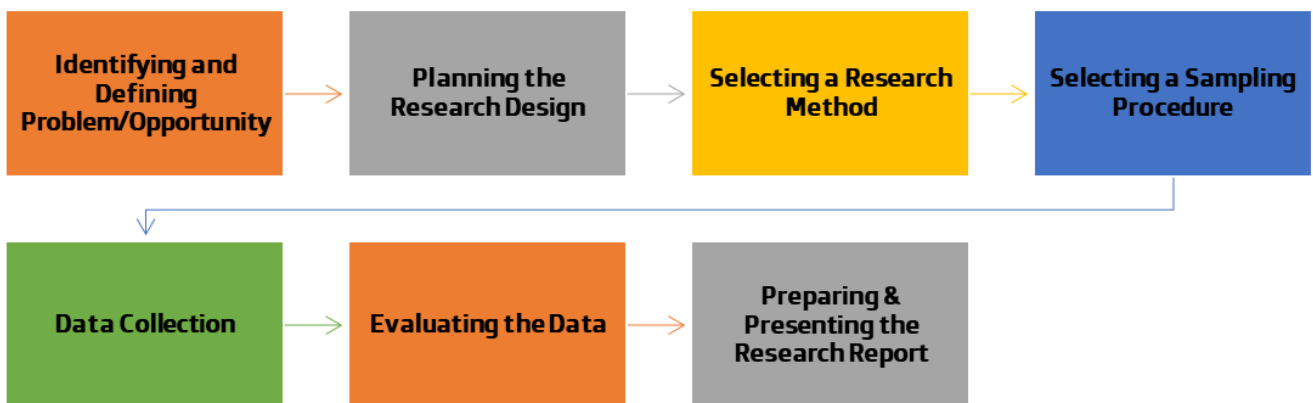 Identifying and
Defining
Problem/Opportunity
Planning the
Research Design
Selecting a Research
Method
Selecting a Sampling
Procedure
Data Collection
Evaluating the Data
Preparing &
Presenting the
Research Report